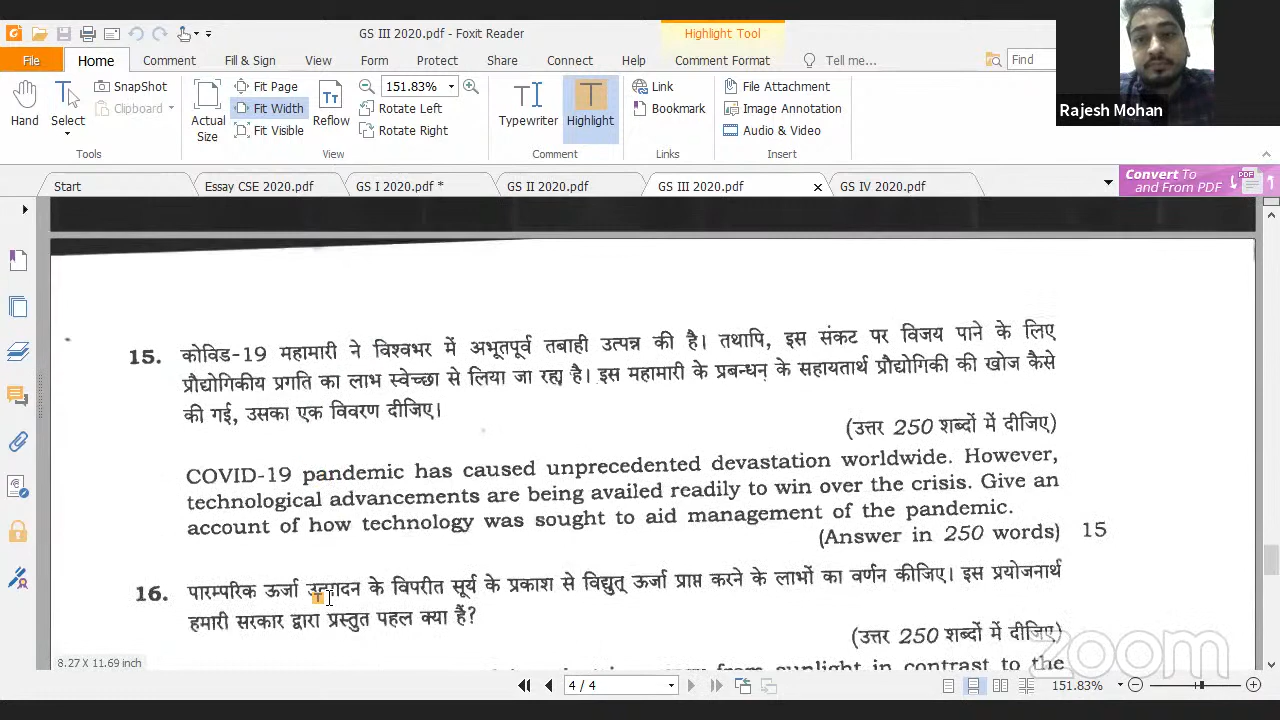 GS III 2020.pdf - Foxit Reader
Highlight Tool
File
Home
Comment
Fill & Sign
View
Form
Protect
Share
Connect
Help
Comment Format
Tell me...
Find
Rajesh Mohan
Hand
Select
SnapShot
Clipboard
Tools
Actual Size
Fit Page
Fit Width
Fit Visible
Reflow
151.83%
Rotate Left
Rotate Right
View
Typewriter
Highlight
Comment
Link
Bookmark
Links
File Attachment
Image Annotation
Audio & Video
Insert
Start
Essay CSE 2020.pdf
GS I 2020.pdf *
GS II 2020.pdf
GS III 2020.pdf
GS IV 2020.pdf
Convert To
and From PDF
15. कोविड-19 महामारी ने विश्वभर में अभूतपूर्व तबाही उत्पन्न की है। तथापि, इस संकट पर विजय पाने के लिए
प्रौद्योगिकीय प्रगति का लाभ स्वेच्छा से लिया जा रहा है। इस महामारी के प्रबन्धन के सहायतार्थ प्रौद्योगिकी की खोज कैसे
की गई, उसका एक विवरण दीजिए।
(उत्तर 250 शब्दों में दीजिए)
COVID-19 pandemic has caused unprecedented devastation worldwide. However,
technological advancements are being availed readily to win over the crisis. Give an
account of how technology was sought to aid management of the pandemic.
(Answer in 250 words) 15
16. पारम्परिक ऊर्जा उत्पादन के विपरीत सूर्य के प्रकाश से विद्युत् ऊर्जा प्राप्त करने के लाभों का वर्णन कीजिए। इस प्रयोजनार्थ
हमारी सरकार द्वारा प्रस्तुत पहल क्या हैं?
(उत्तर 250 शब्दों में दीजिए)
from sunlight in contrast to the
8.27 x 11.69 inch
4 / 4
151.83%
zoom